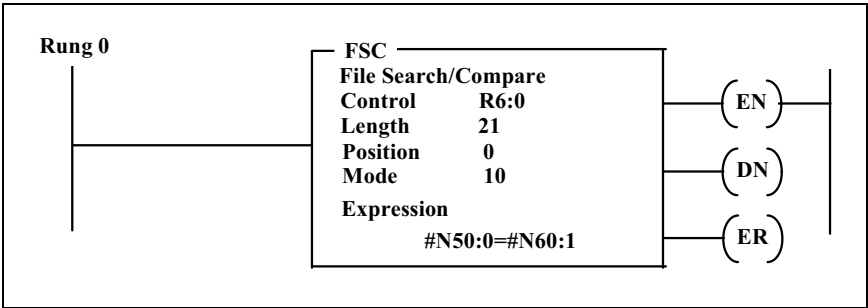 Rung 0
FSC
File Search/Compare
Control R6:0
Length 21
Position 0
Mode 10
Expression
#N50:0=#N60:1
EN
DN
ER